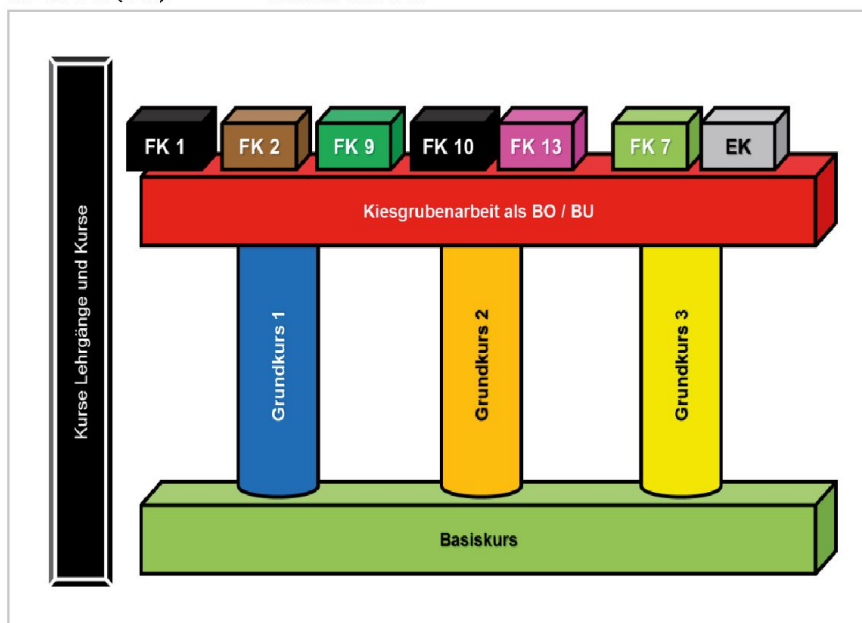 Kurse Lehrgänge und Kurse
FK 1
FK 2
FK 9
FK 10
FK 13
FK 7
EK
Kiesgrubenarbeit als BO / BU
Grundkurs 1
Grundkurs 2
Grundkurs 3
Basiskurs